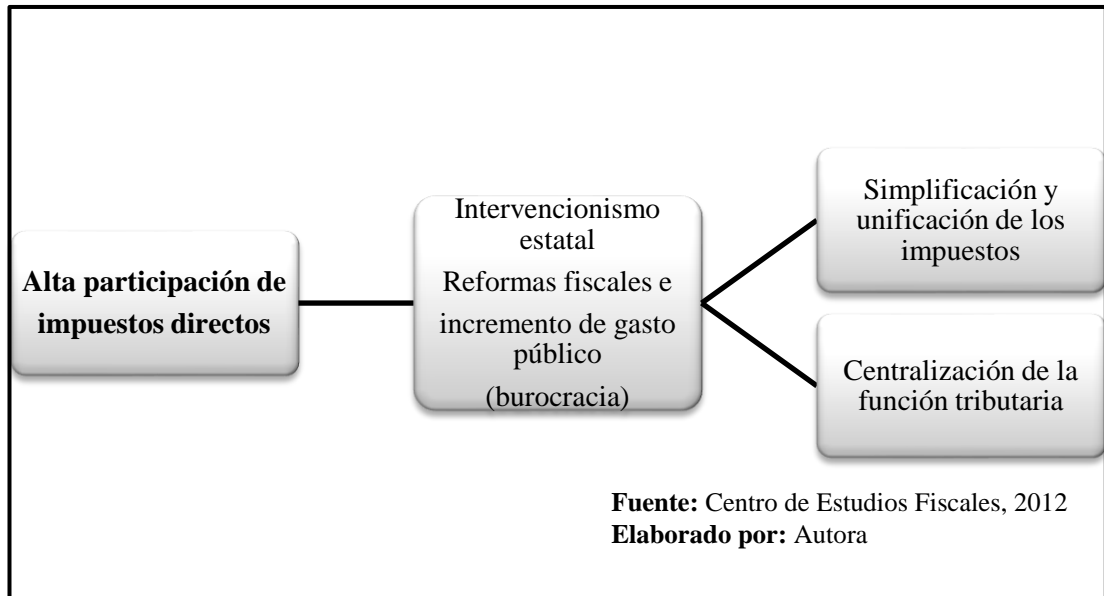 Alta participación de
impuestos directos
Intervencionismo
estatal
Reformas fiscales e
incremento de gasto
público
(burocracia)
Simplificación y
unificación de los
impuestos
Centralización de la
función tributaria
Fuente: Centro de Estudios Fiscales, 2012
Elaborado por: Autora